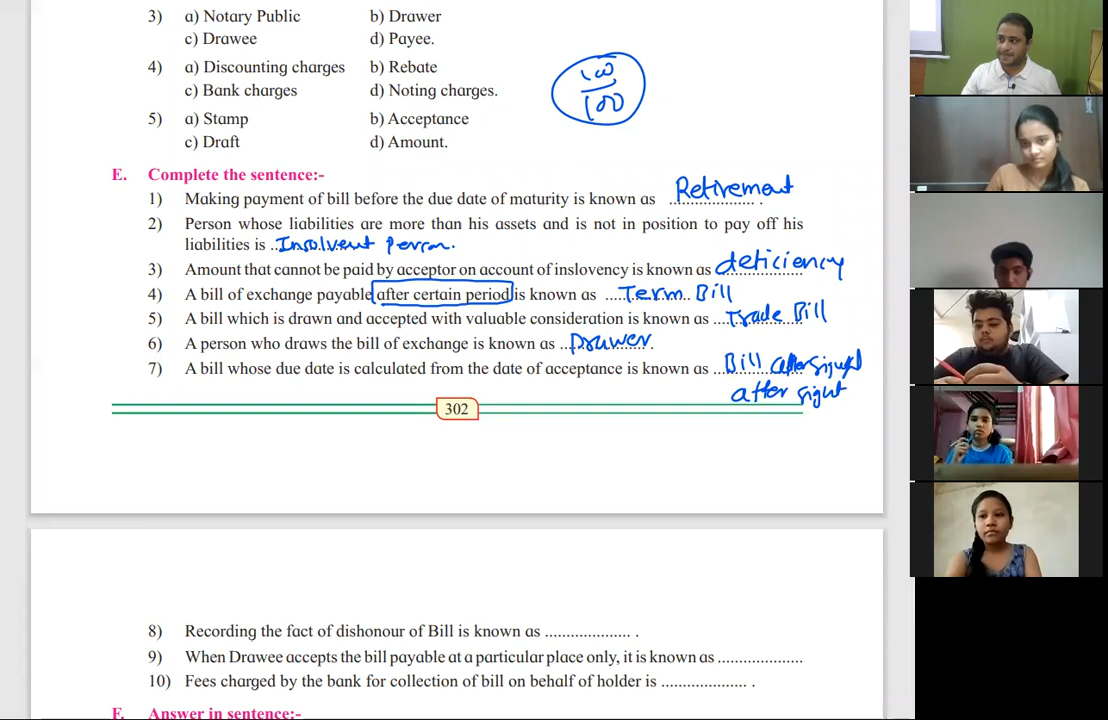 3) a) Notary Public b) Drawer
c) Drawee d) Payee.
4) a) Discounting charges b) Rebate
c) Bank charges d) Noting charges.
100
100
5) a) Stamp b) Acceptance
c) Draft d) Amount.
E. Complete the sentence:-
1) Making payment of bill before the due date of maturity is known as Retirement .
2) Person whose liabilities are more than his assets and is not in position to pay off his
liabilities is ..Insolvent person.
3) Amount that cannot be paid by acceptor on account of inslovency is known as deficiency
4) A bill of exchange payable after certain period is known as .....Term Bill
5) A bill which is drawn and accepted with valuable consideration is known as ....Trade Bill
6) A person who draws the bill of exchange is known as ...Drawer.
7) A bill whose due date is calculated from the date of acceptance is known as ...Bill
after sight
302
8) Recording the fact of dishonour of Bill is known as .................... .
9) When Drawee accepts the bill payable at a particular place only, it is known as ....................
10) Fees charged by the bank for collection of bill on behalf of holder is .................... .
F. Answer in sentence:-